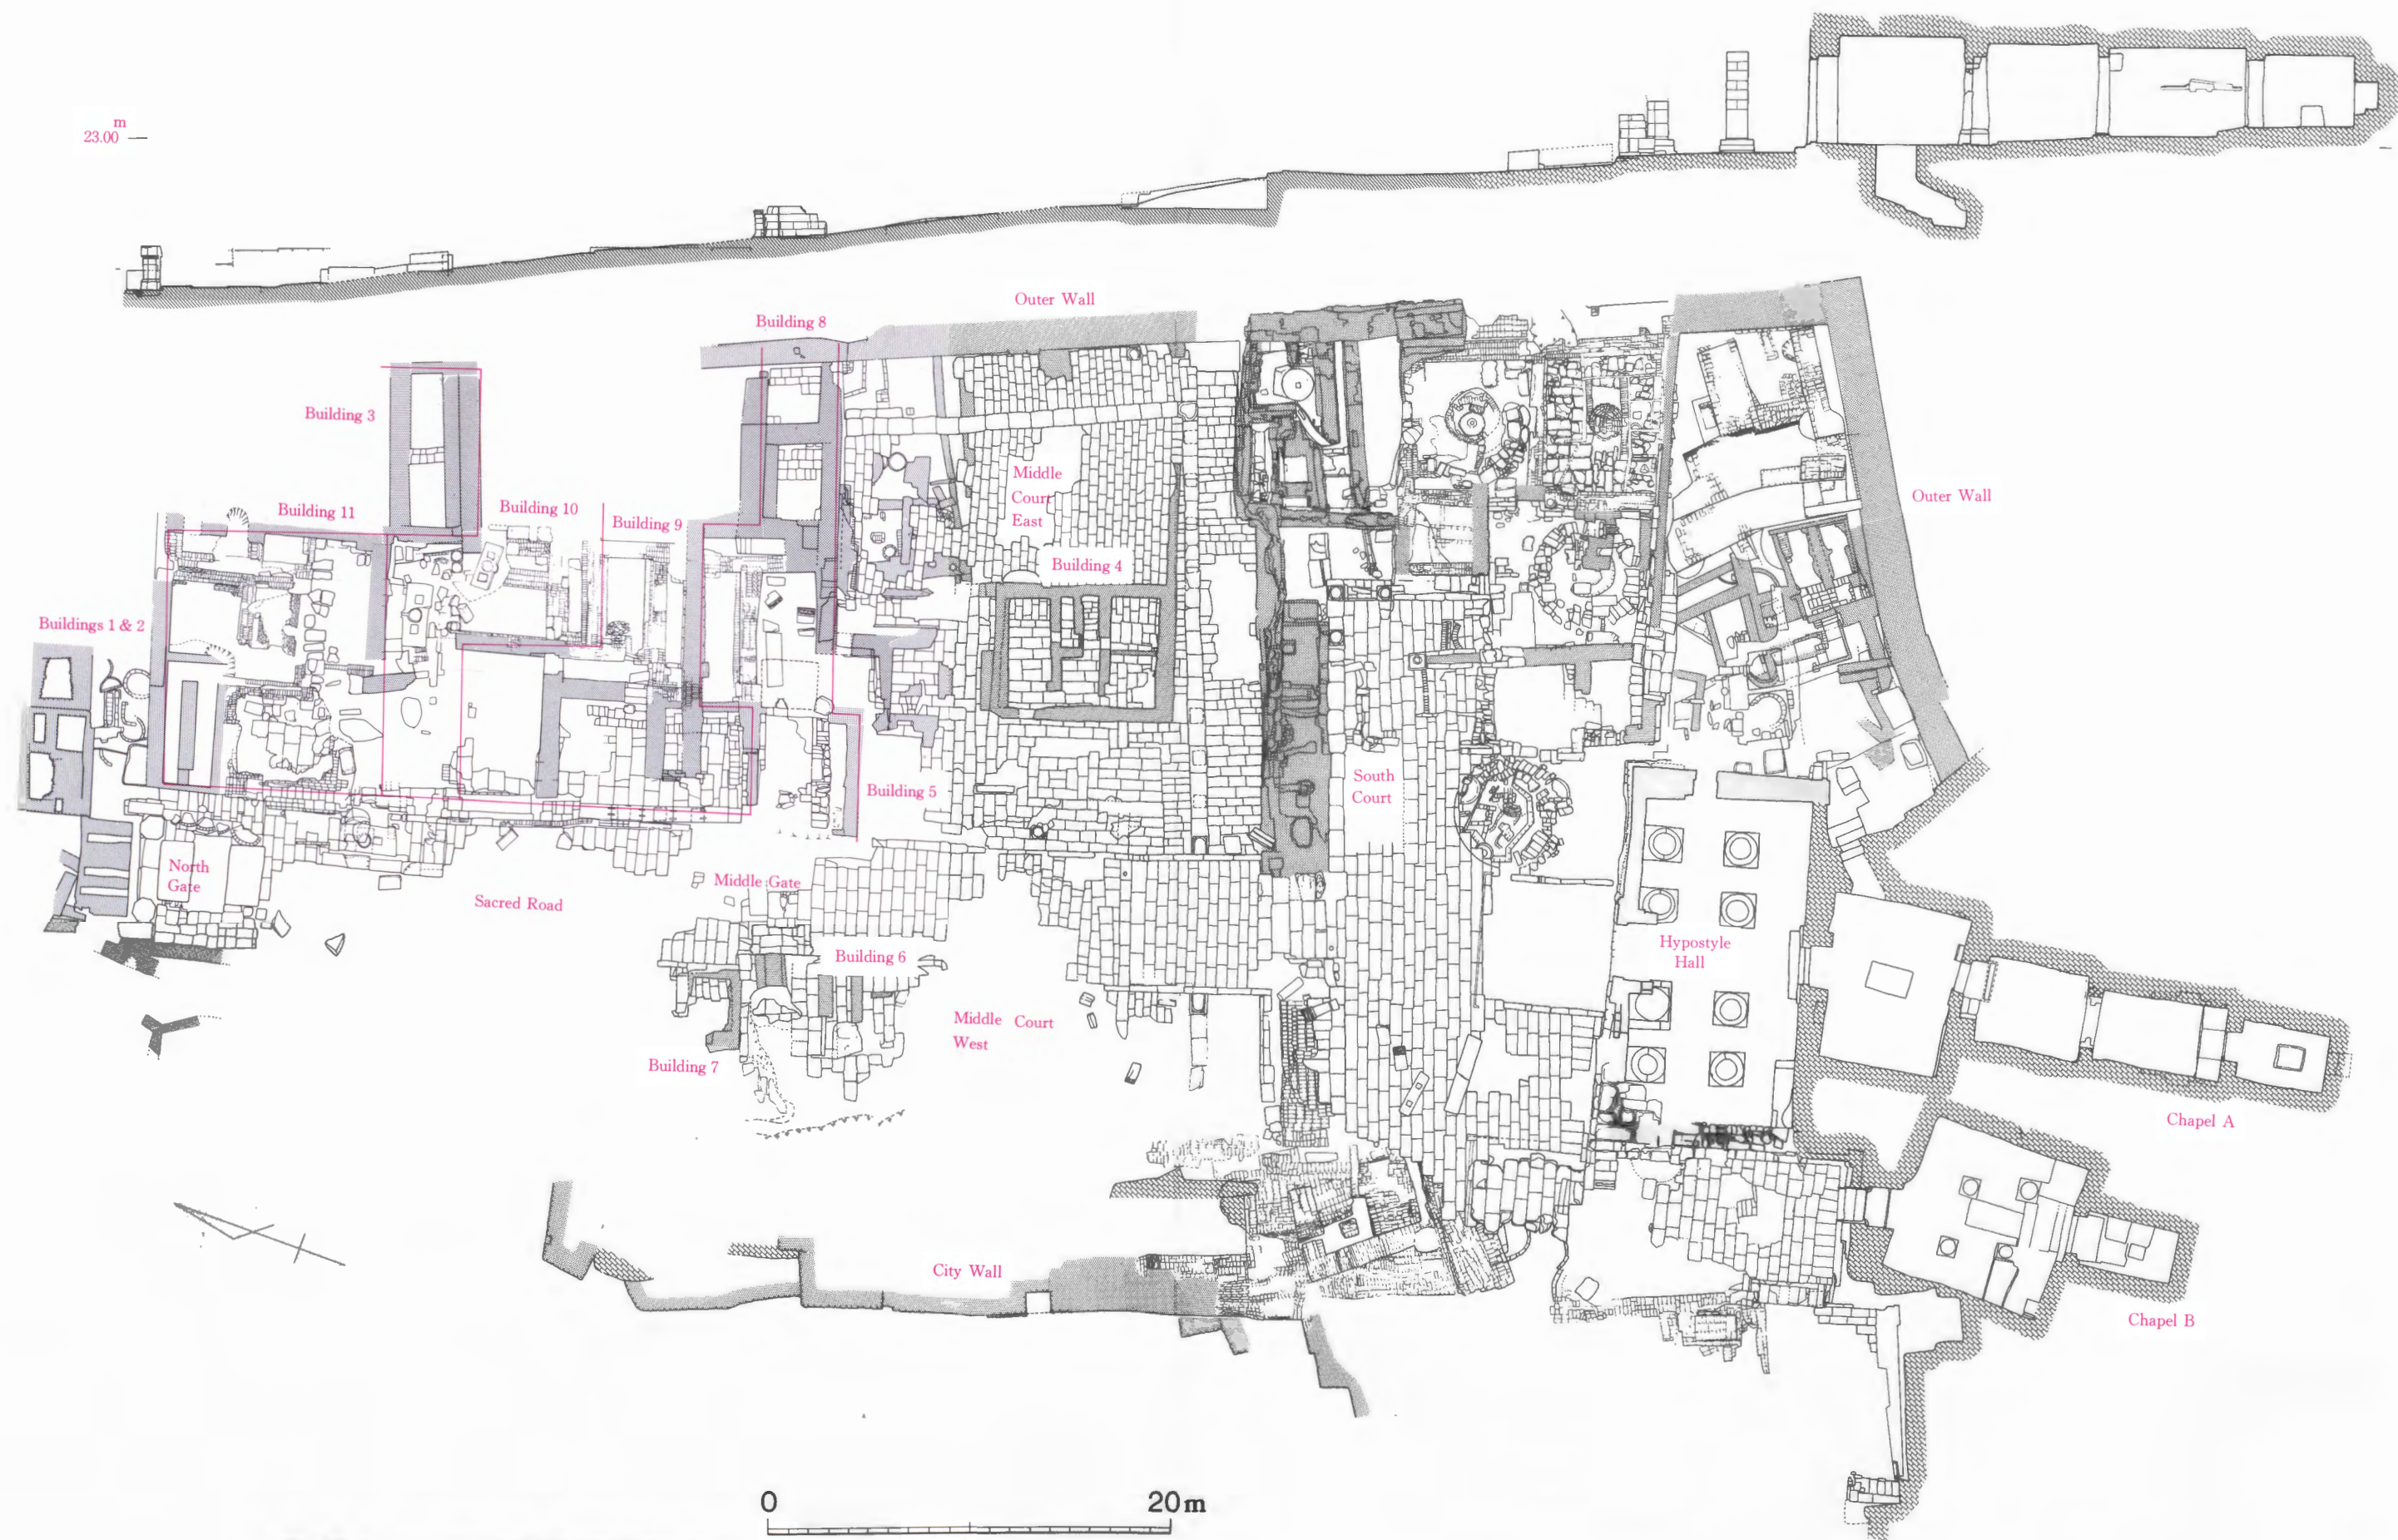 m
23.00
Outer Wall
Building 8
Building 3
Middle
Court
East
Outer Wall
Building 11
Building 10
Building 9
Building 4
Buildings 1 & 2
South
Court
Building 5
North
Gate
Middle Gate
Sacred Road
Building 6
Hypostyle
Hall
Middle Court
West
Building 7
Chapel A
City Wall
Chapel B
0 20m